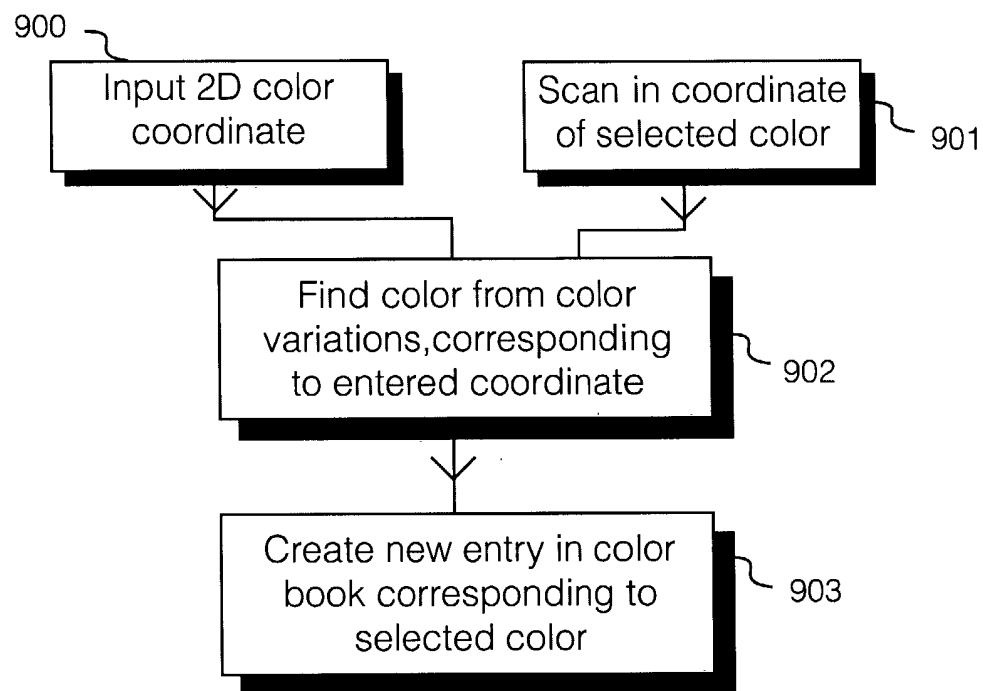 900
Input 2D color
coordinate
Scan in coordinate
of selected color
901
Find color from color
variations,corresponding
to entered coordinate
902
Create new entry in color
book corresponding to
selected color
903